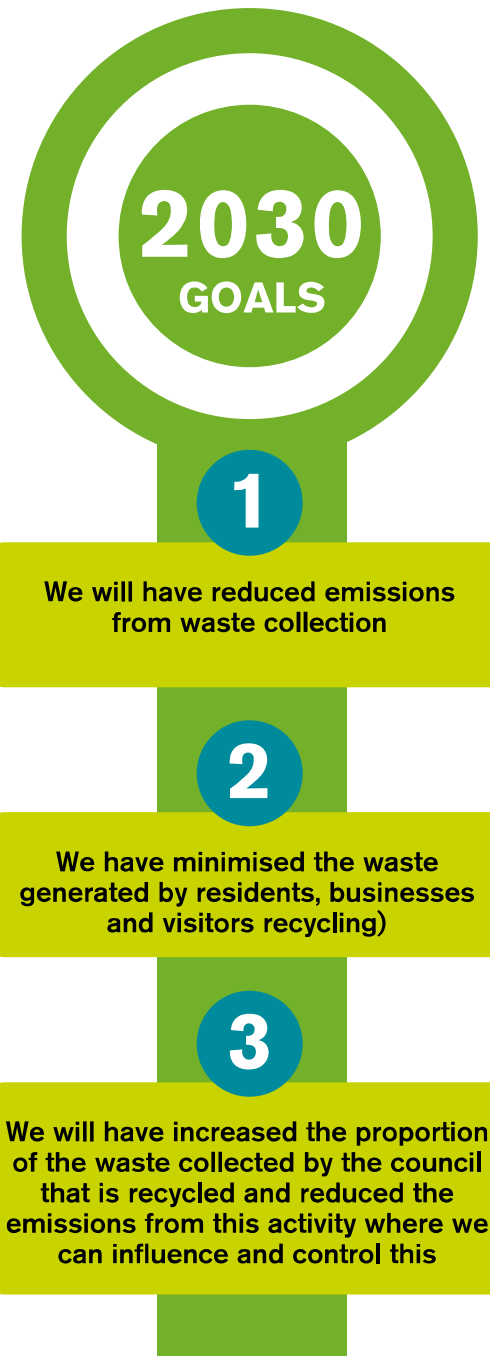 2030
GOALS
1
We will have reduced emissions
from waste collection
2
We have minimised the waste
generated by residents, businesses
and visitors recycling)
3
We will have increased the proportion
of the waste collected by the council
that is recycled and reduced the
emissions from this activity where we
can influence and control this